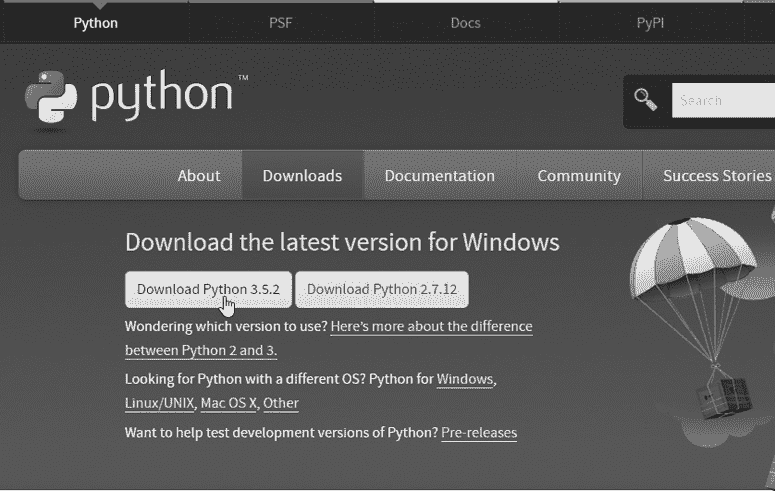 Python PSF Docs PyPI
python™
Search
About Downloads Documentation Community Success Stories
Download the latest version for Windows
Download Python 3.5.2 Download Python 2.7.12
Wondering which version to use? Here's more about the difference
between Python 2 and 3.
Looking for Python with a different OS? Python for Windows,
Linux/UNIX, Mac OS X, Other
Want to help test development versions of Python? Pre-releases